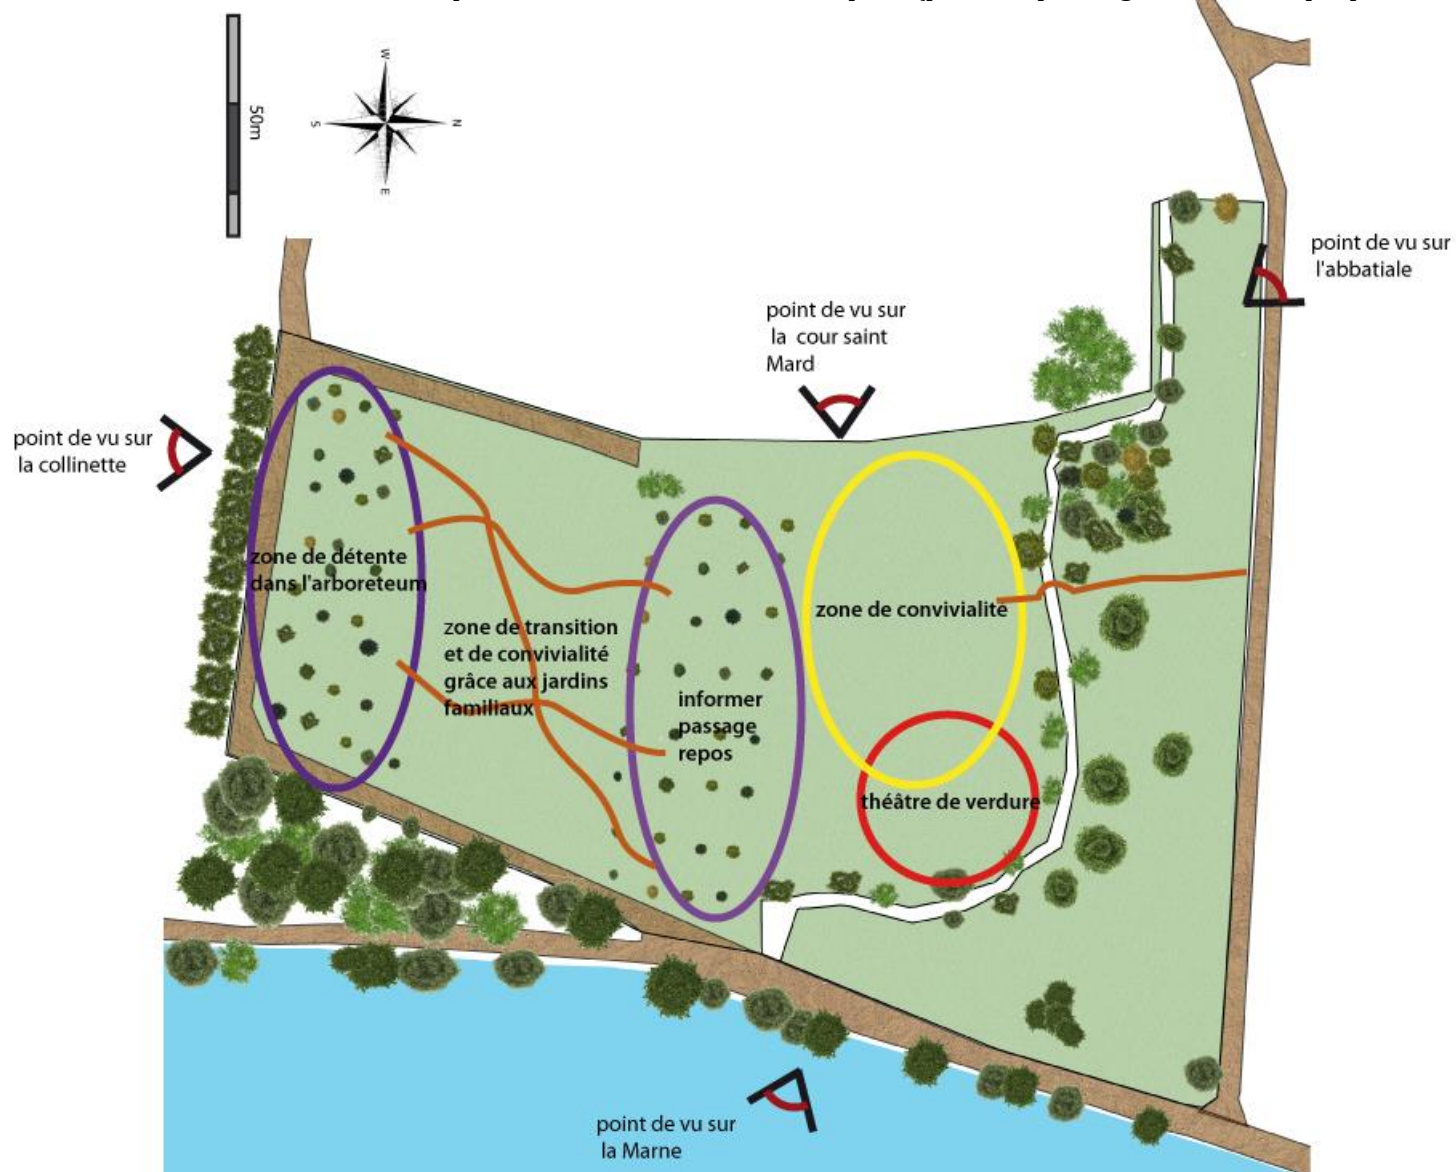 W
S
N
E
50m
point de vu sur
l'abbatiale
point de vu sur
la cour saint
Mard
point de vu sur
la collinette
zone de détente
dans l'arboreteum
zone de convivialité
zone de transition
et de convivialité
grâce aux jardins
familiaux
informer
passage
repos
théâtre de verdure
point de vu sur
la Marne